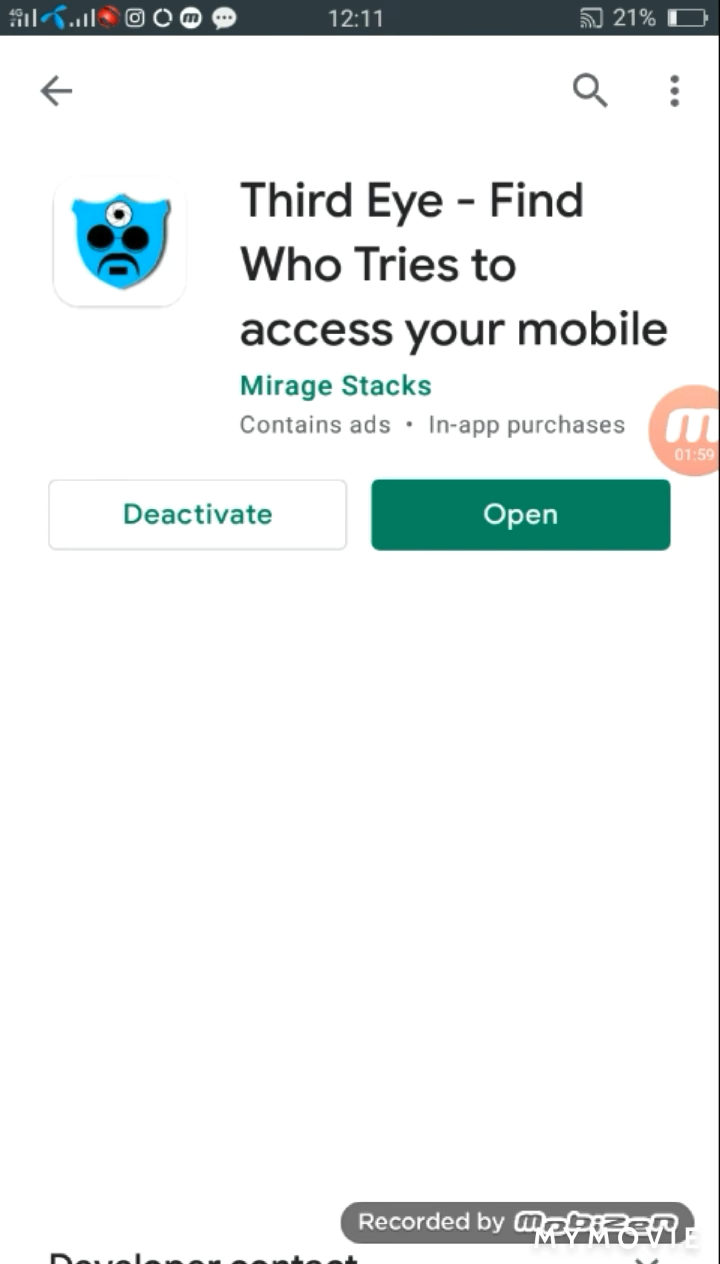 4G 12:11 21%
Third Eye - Find
Who Tries to
access your mobile
Mirage Stacks
Contains ads • In-app purchases
m
01:59
Deactivate Open
Recorded by mobizen
MYMOVIE
Developer contact